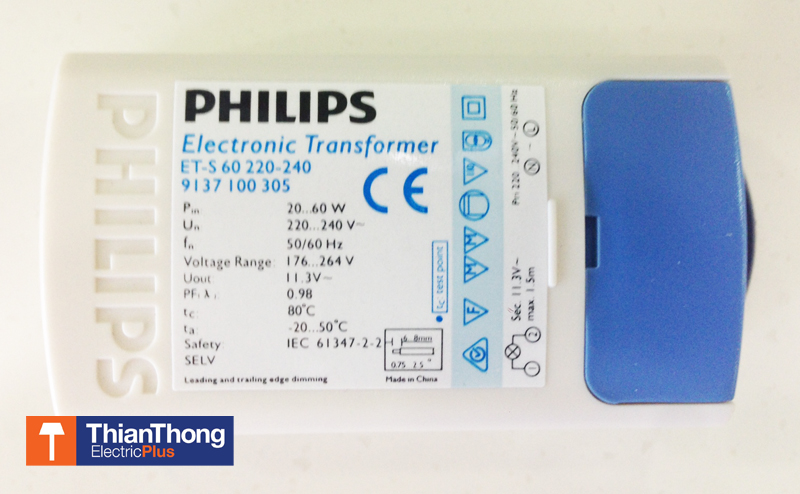 PHILIPS
PHILIPS
Electronic Transformer
ET-S 60 220-240
9137 100 305
CE
Pin 20...60 W
Un 220...240 V~
fn 50/60 Hz
Voltage Range: 176...264 V
Uout: 11.3V~
PF: λ: 0.98
tc: 80°C
ta: -20...50°C
Safety: IEC 61347-2-2
SELV
Leading and trailing edge dimming
tc test point
6..8mm
0.75 2.5
Made in China
Pri 220...240V~50/60 Hz
N ~ L
Sec. 11.3V~
max. 1.5m
1 2
ThianThong
ElectricPlus